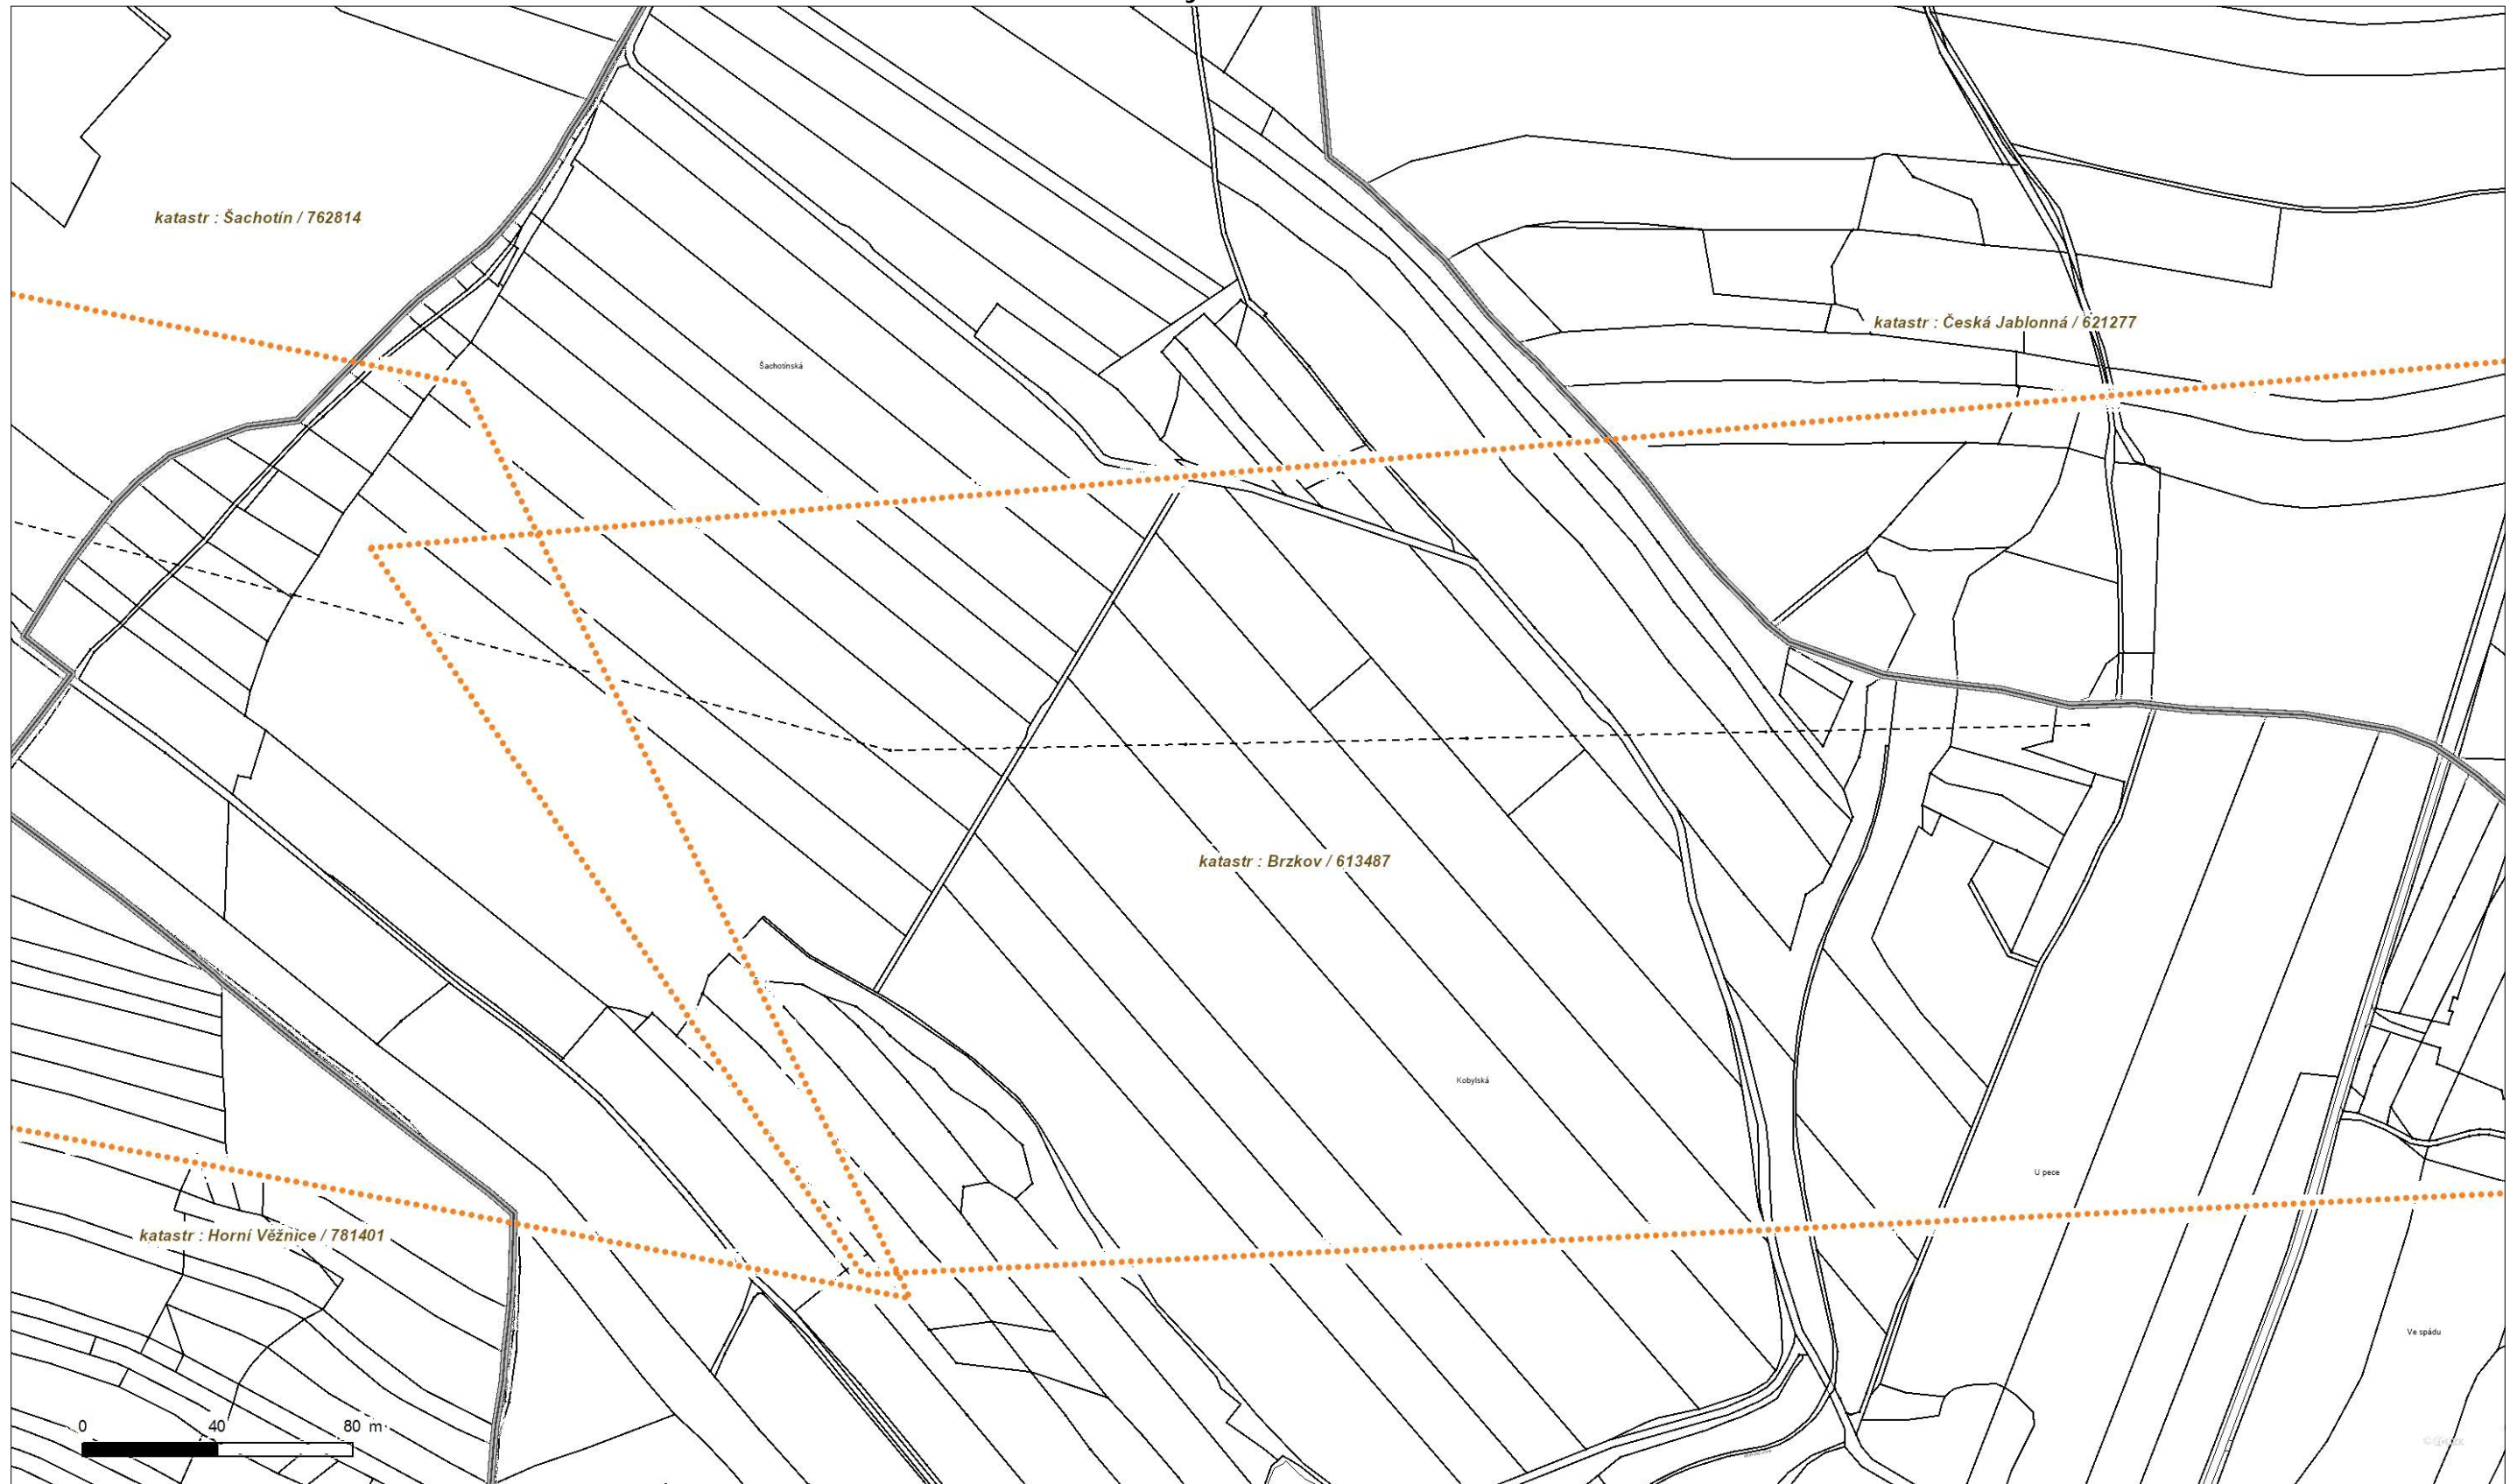 katastr : Šachotín / 762814
katastr : Česká Jablonná / 621277
Šachotínská
katastr : Brzkov / 613487
Kobylská
U pece
katastr : Horní Věžnice / 781401
Ve spádu
0 40 80 m